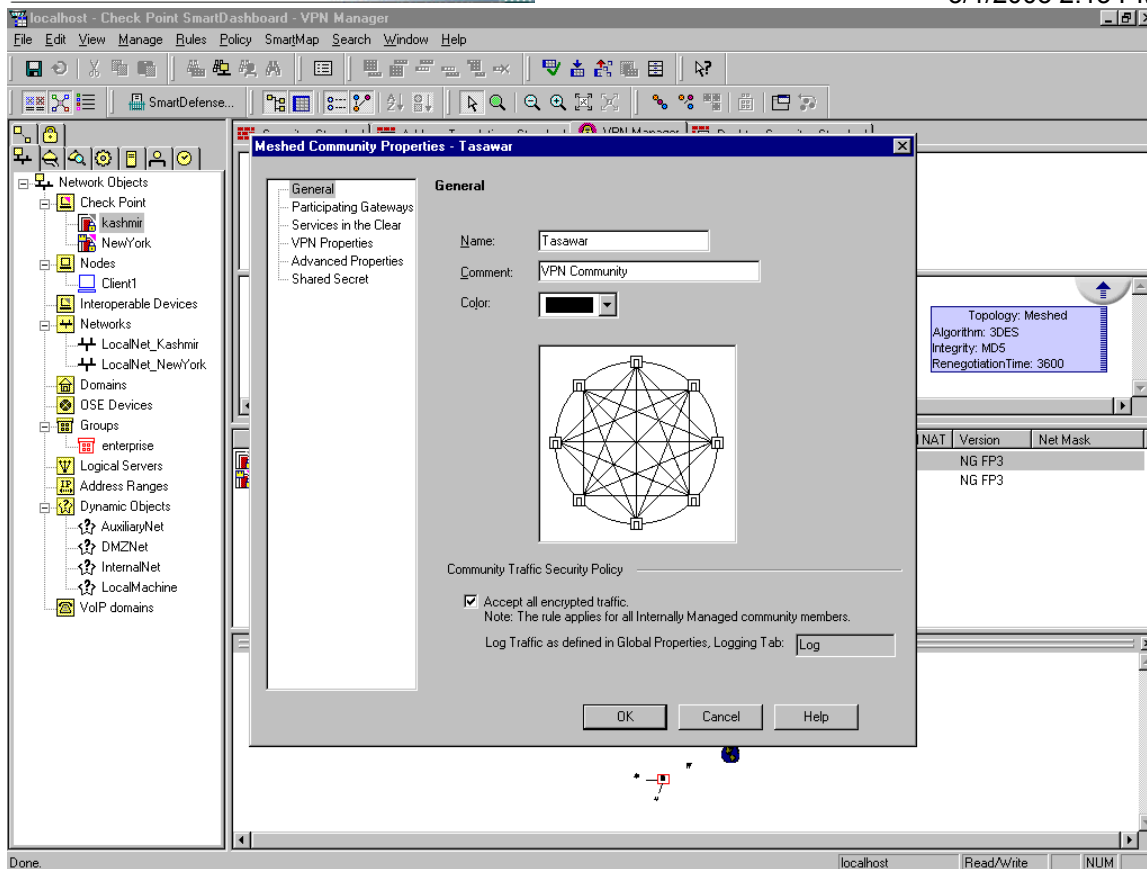 localhost - Check Point SmartDashboard - VPN Manager
File Edit View Manage Rules Policy SmartMap Search Window Help
SmartDefense...
VPN Manager
Network Objects
Check Point
kashmir
NewYork
Nodes
Client1
Interoperable Devices
Networks
LocalNet_Kashmir
LocalNet_NewYork
Domains
OSE Devices
Groups
enterprise
Logical Servers
Address Ranges
Dynamic Objects
AuxiliaryNet
DMZNet
InternalNet
LocalMachine
VoIP domains
Meshed Community Properties - Tasawar
General
Participating Gateways
Services in the Clear
VPN Properties
Advanced Properties
Shared Secret
General
Name: Tasawar
Comment: VPN Community
Color:
Community Traffic Security Policy
Accept all encrypted traffic.
Note: The rule applies for all Internally Managed community members.
Log Traffic as defined in Global Properties, Logging Tab: Log
OK Cancel Help
Topology: Meshed
Algorithm: 3DES
Integrity: MD5
RenegotiationTime: 3600
NAT Version Net Mask
NG FP3
NG FP3
Done. localhost Read/Write NUM